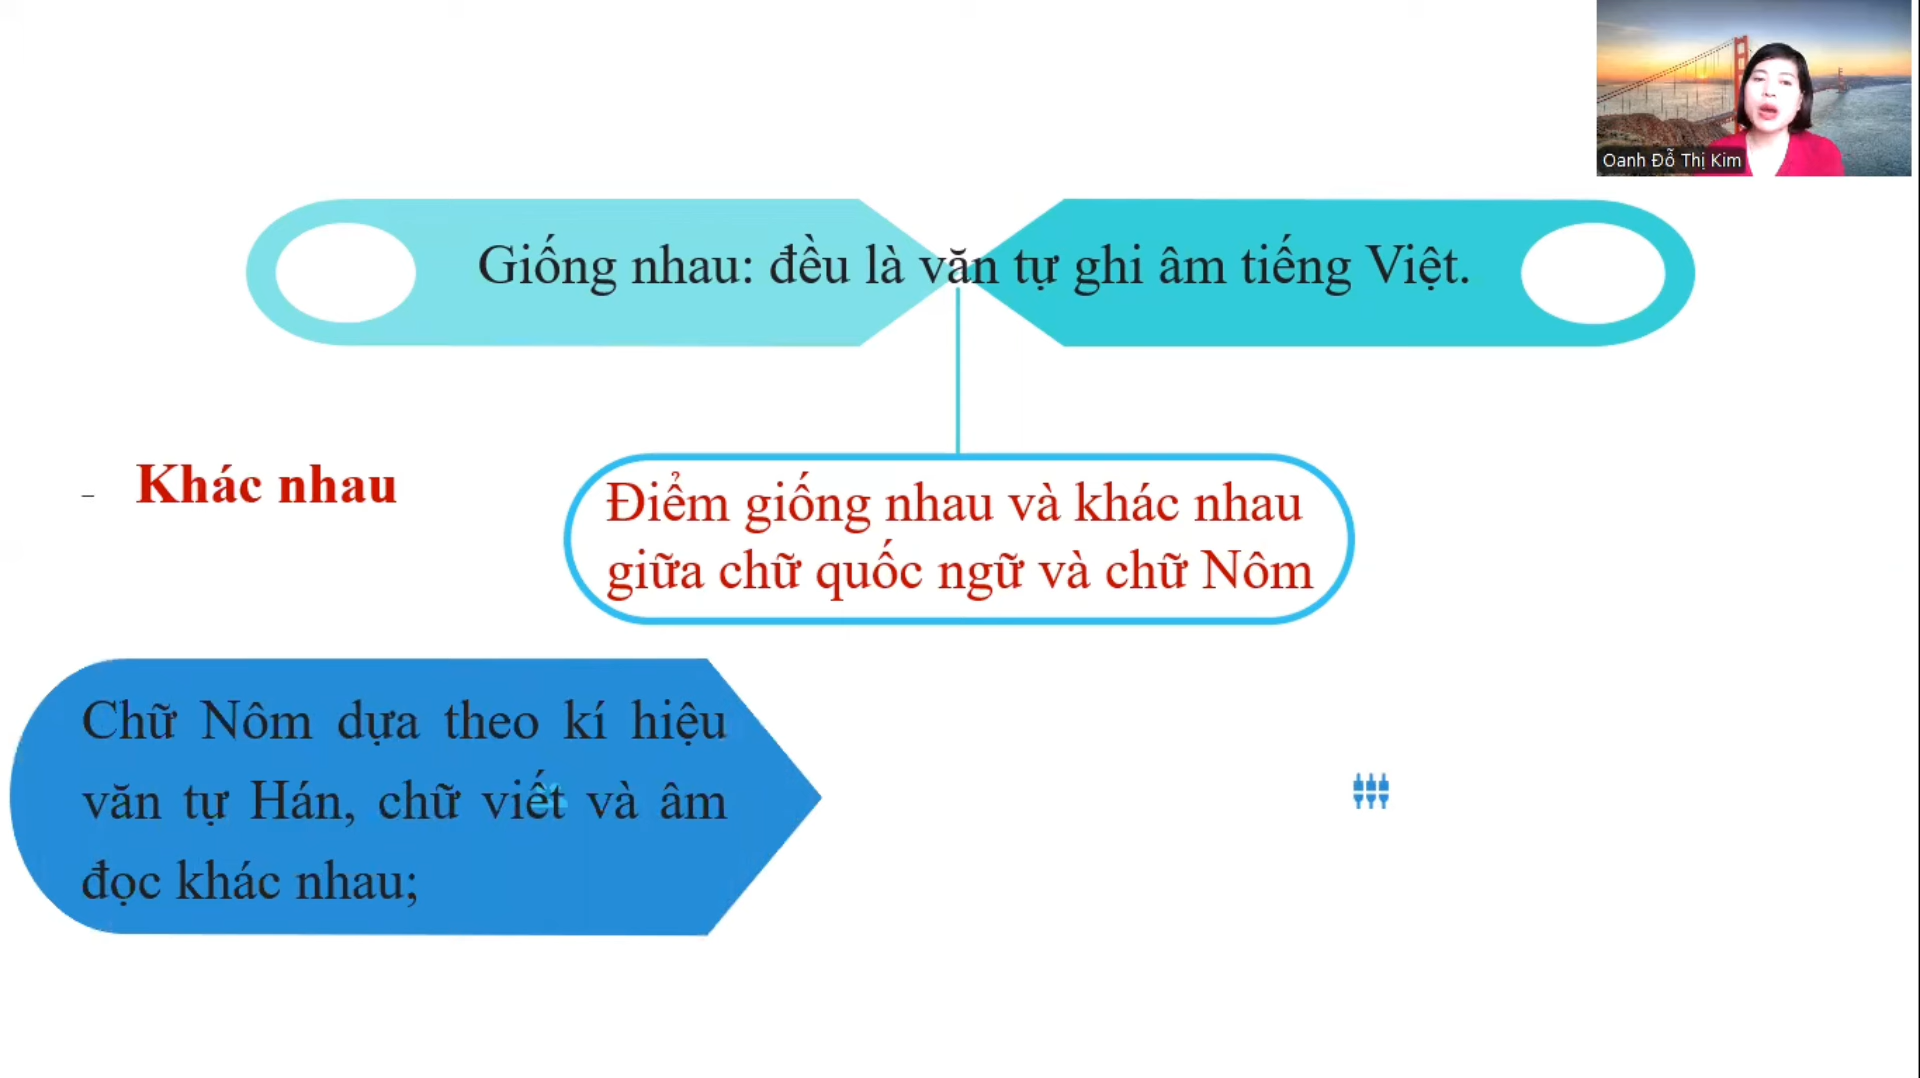 Oanh Đỗ Thị Kim
Giống nhau: đều là văn tự ghi âm tiếng Việt.
- Khác nhau
Điểm giống nhau và khác nhau
giữa chữ quốc ngữ và chữ Nôm
Chữ Nôm dựa theo kí hiệu
văn tự Hán, chữ viết và âm
đọc khác nhau;